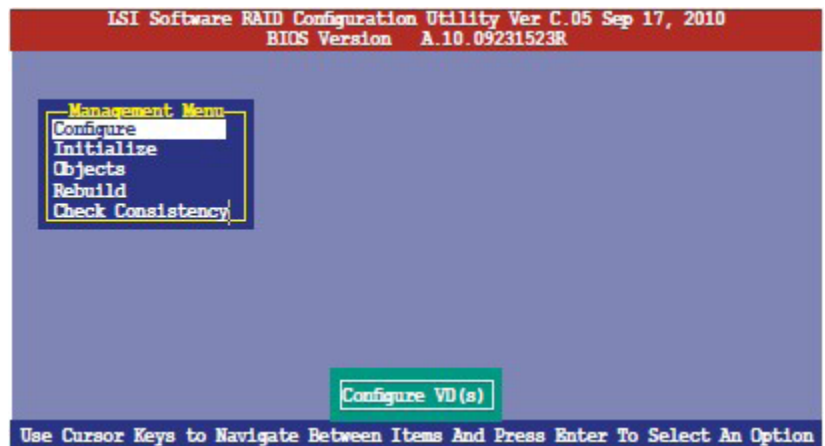 LSI Software RAID Configuration Utility Ver C.05 Sep 17, 2010
BIOS Version A.10.09231523R
Management Menu
Configure
Initialize
Objects
Rebuild
Check Consistency
Configure VD(s)
Use Cursor Keys to Navigate Between Items And Press Enter To Select An Option